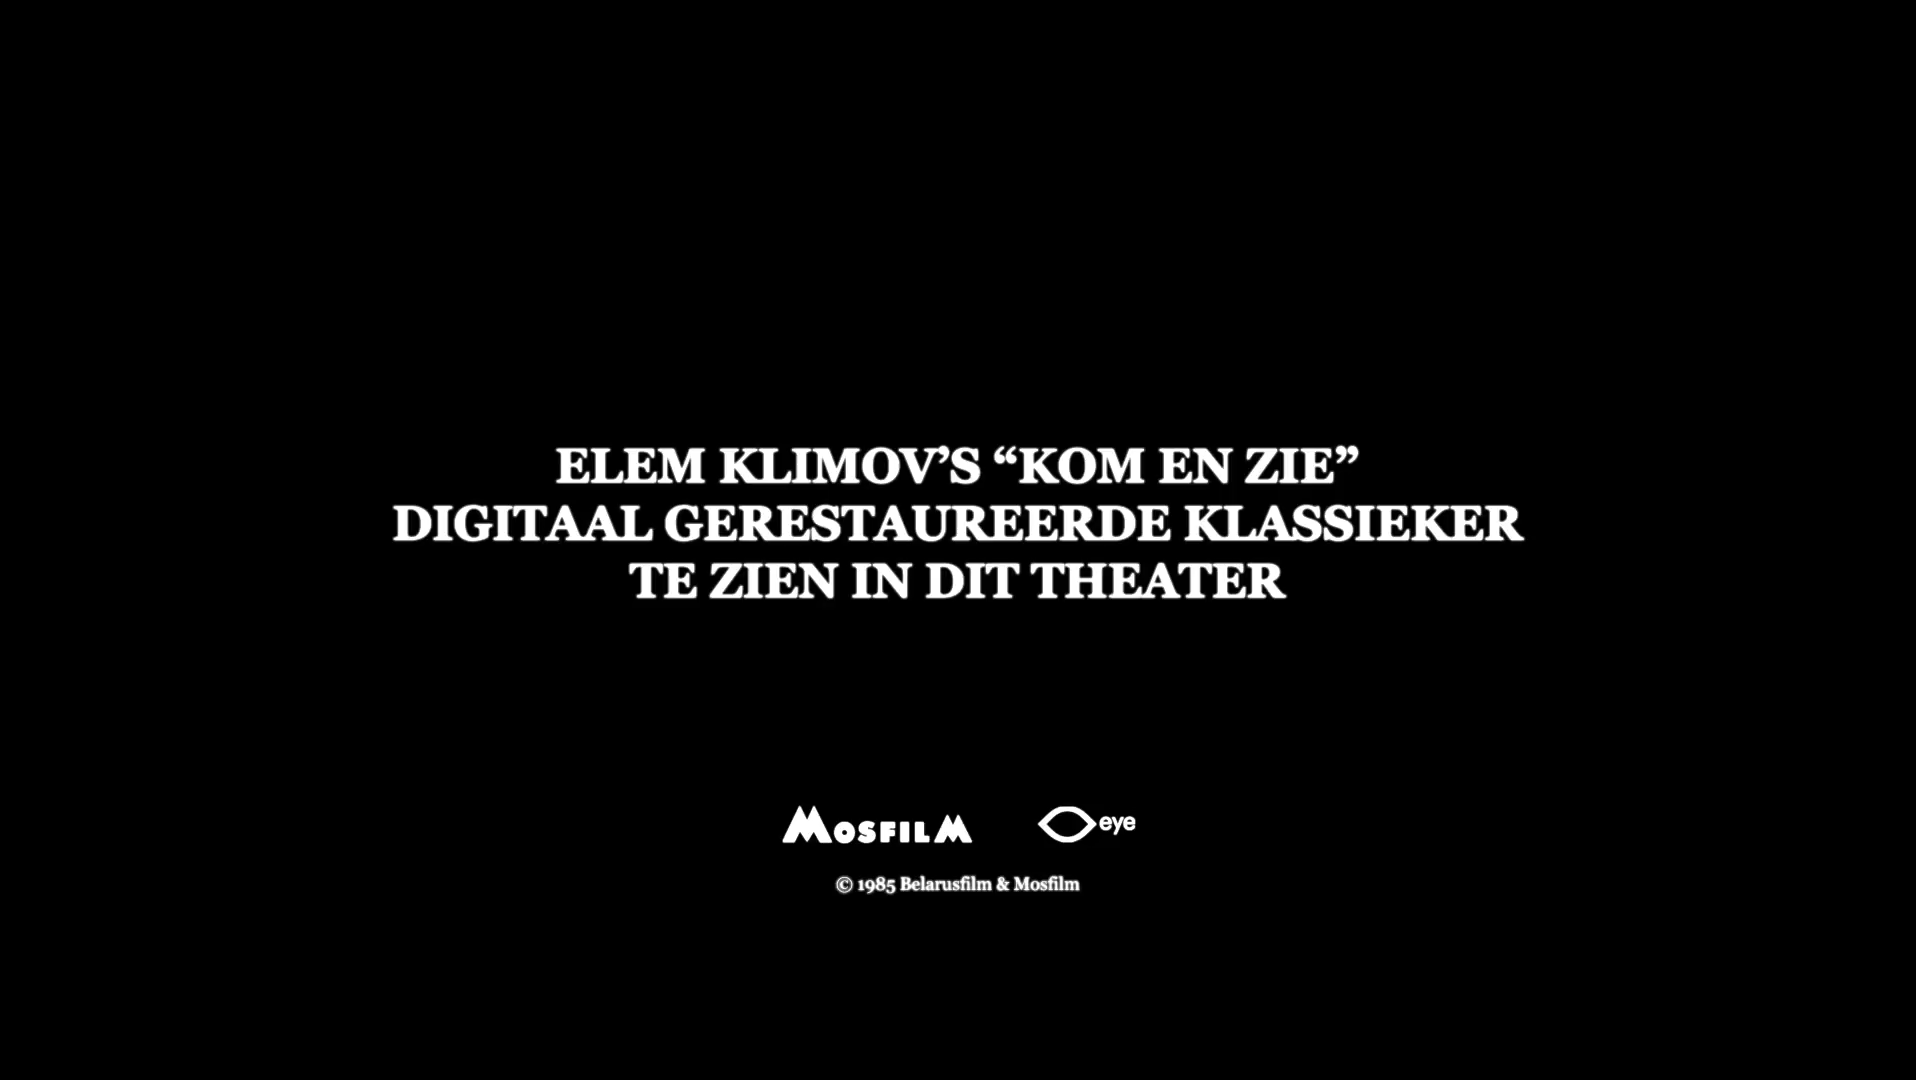 ELEM KLIMOV’S “KOM EN ZIE”
DIGITAAL GERESTAUREERDE KLASSIEKER
TE ZIEN IN DIT THEATER
MOSFILM eye
© 1985 Belarusfilm & Mosfilm